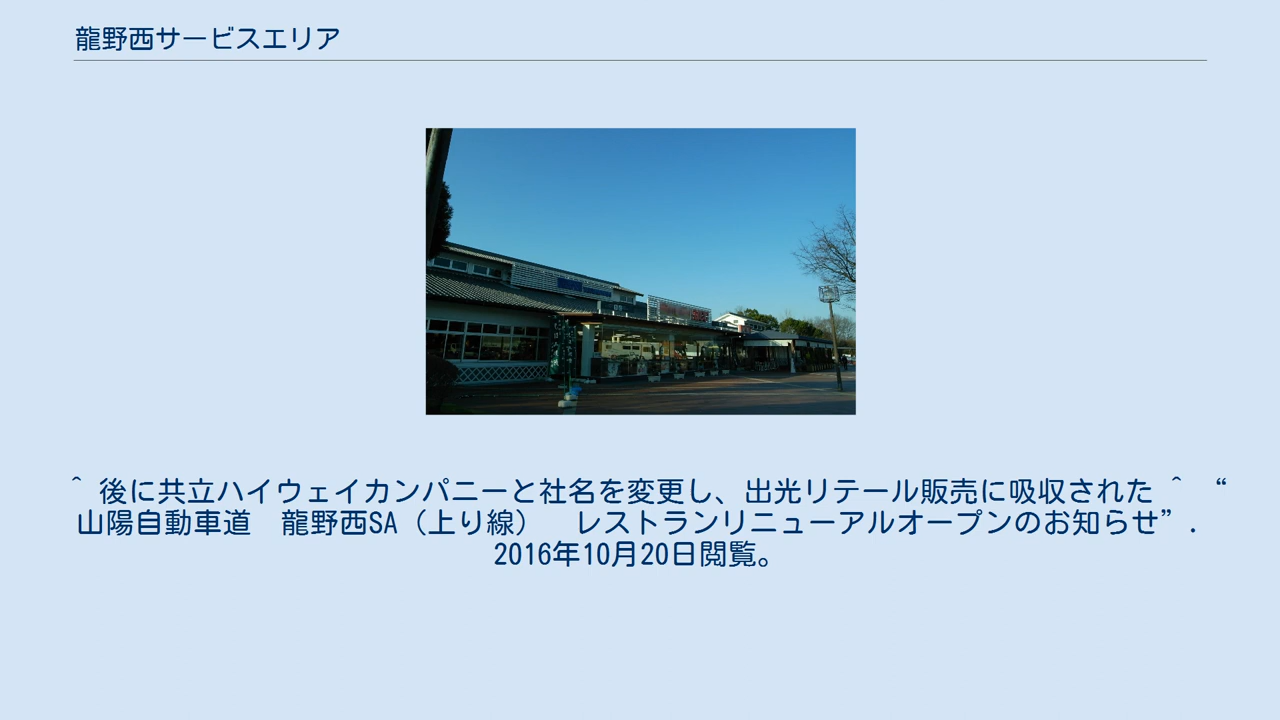 龍野西サービスエリア
^ 後に共立ハイウェイカンパニーと社名を変更し、出光リテール販売に吸収された ^ “
山陽自動車道　龍野西SA（上り線）　レストランリニューアルオープンのお知らせ”.
2016年10月20日閲覧。